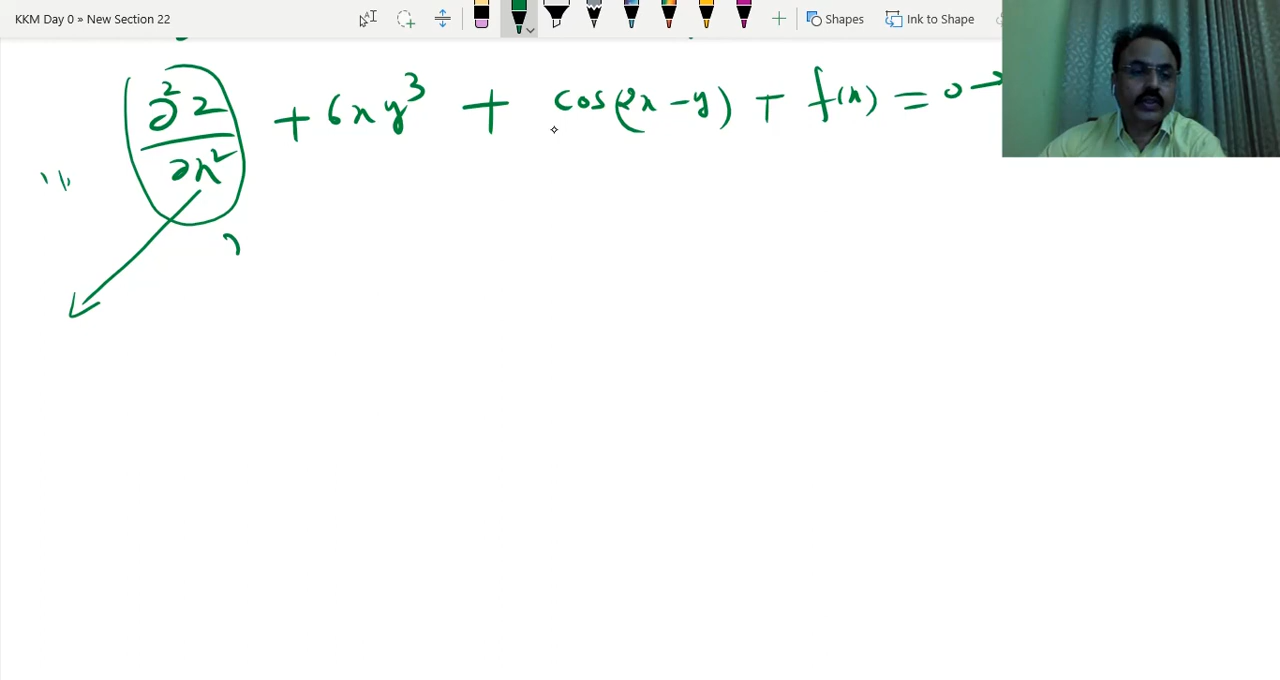 KKM Day 0 » New Section 22
Shapes
Ink to Shape
∂²z/∂x² + 6xy³ + cos(2x - y) + f(x) = 0 →